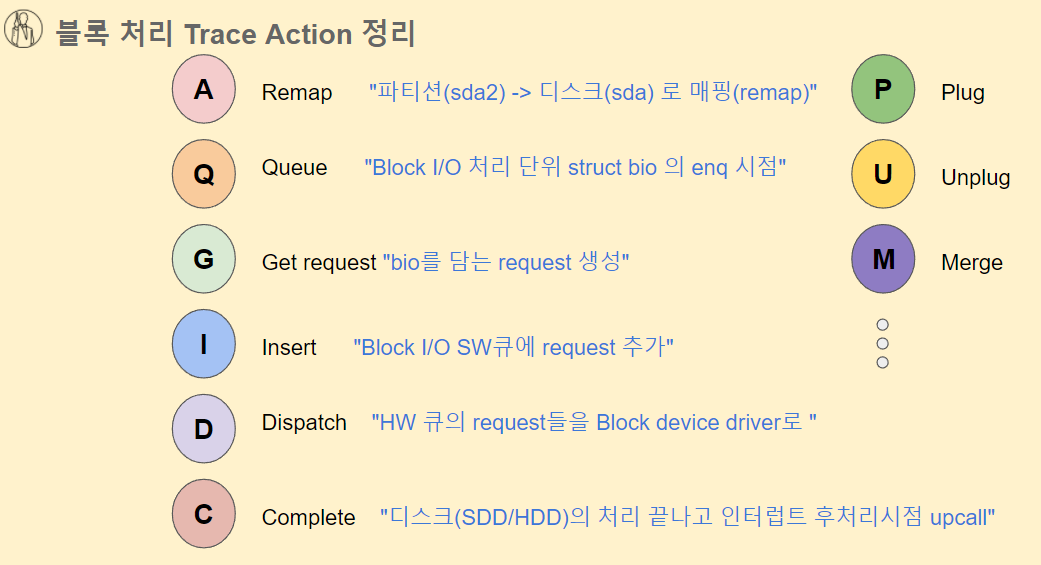 블록 처리 Trace Action 정리
A Remap "파티션(sda2) -> 디스크(sda) 로 매핑(remap)"
Q Queue "Block I/O 처리 단위 struct bio 의 enq 시점"
G Get request "bio를 담는 request 생성"
I Insert "Block I/O SW큐에 request 추가"
D Dispatch "HW 큐의 request들을 Block device driver로 "
C Complete "디스크(SDD/HDD)의 처리 끝나고 인터럽트 후처리시점 upcall"
P Plug
U Unplug
M Merge